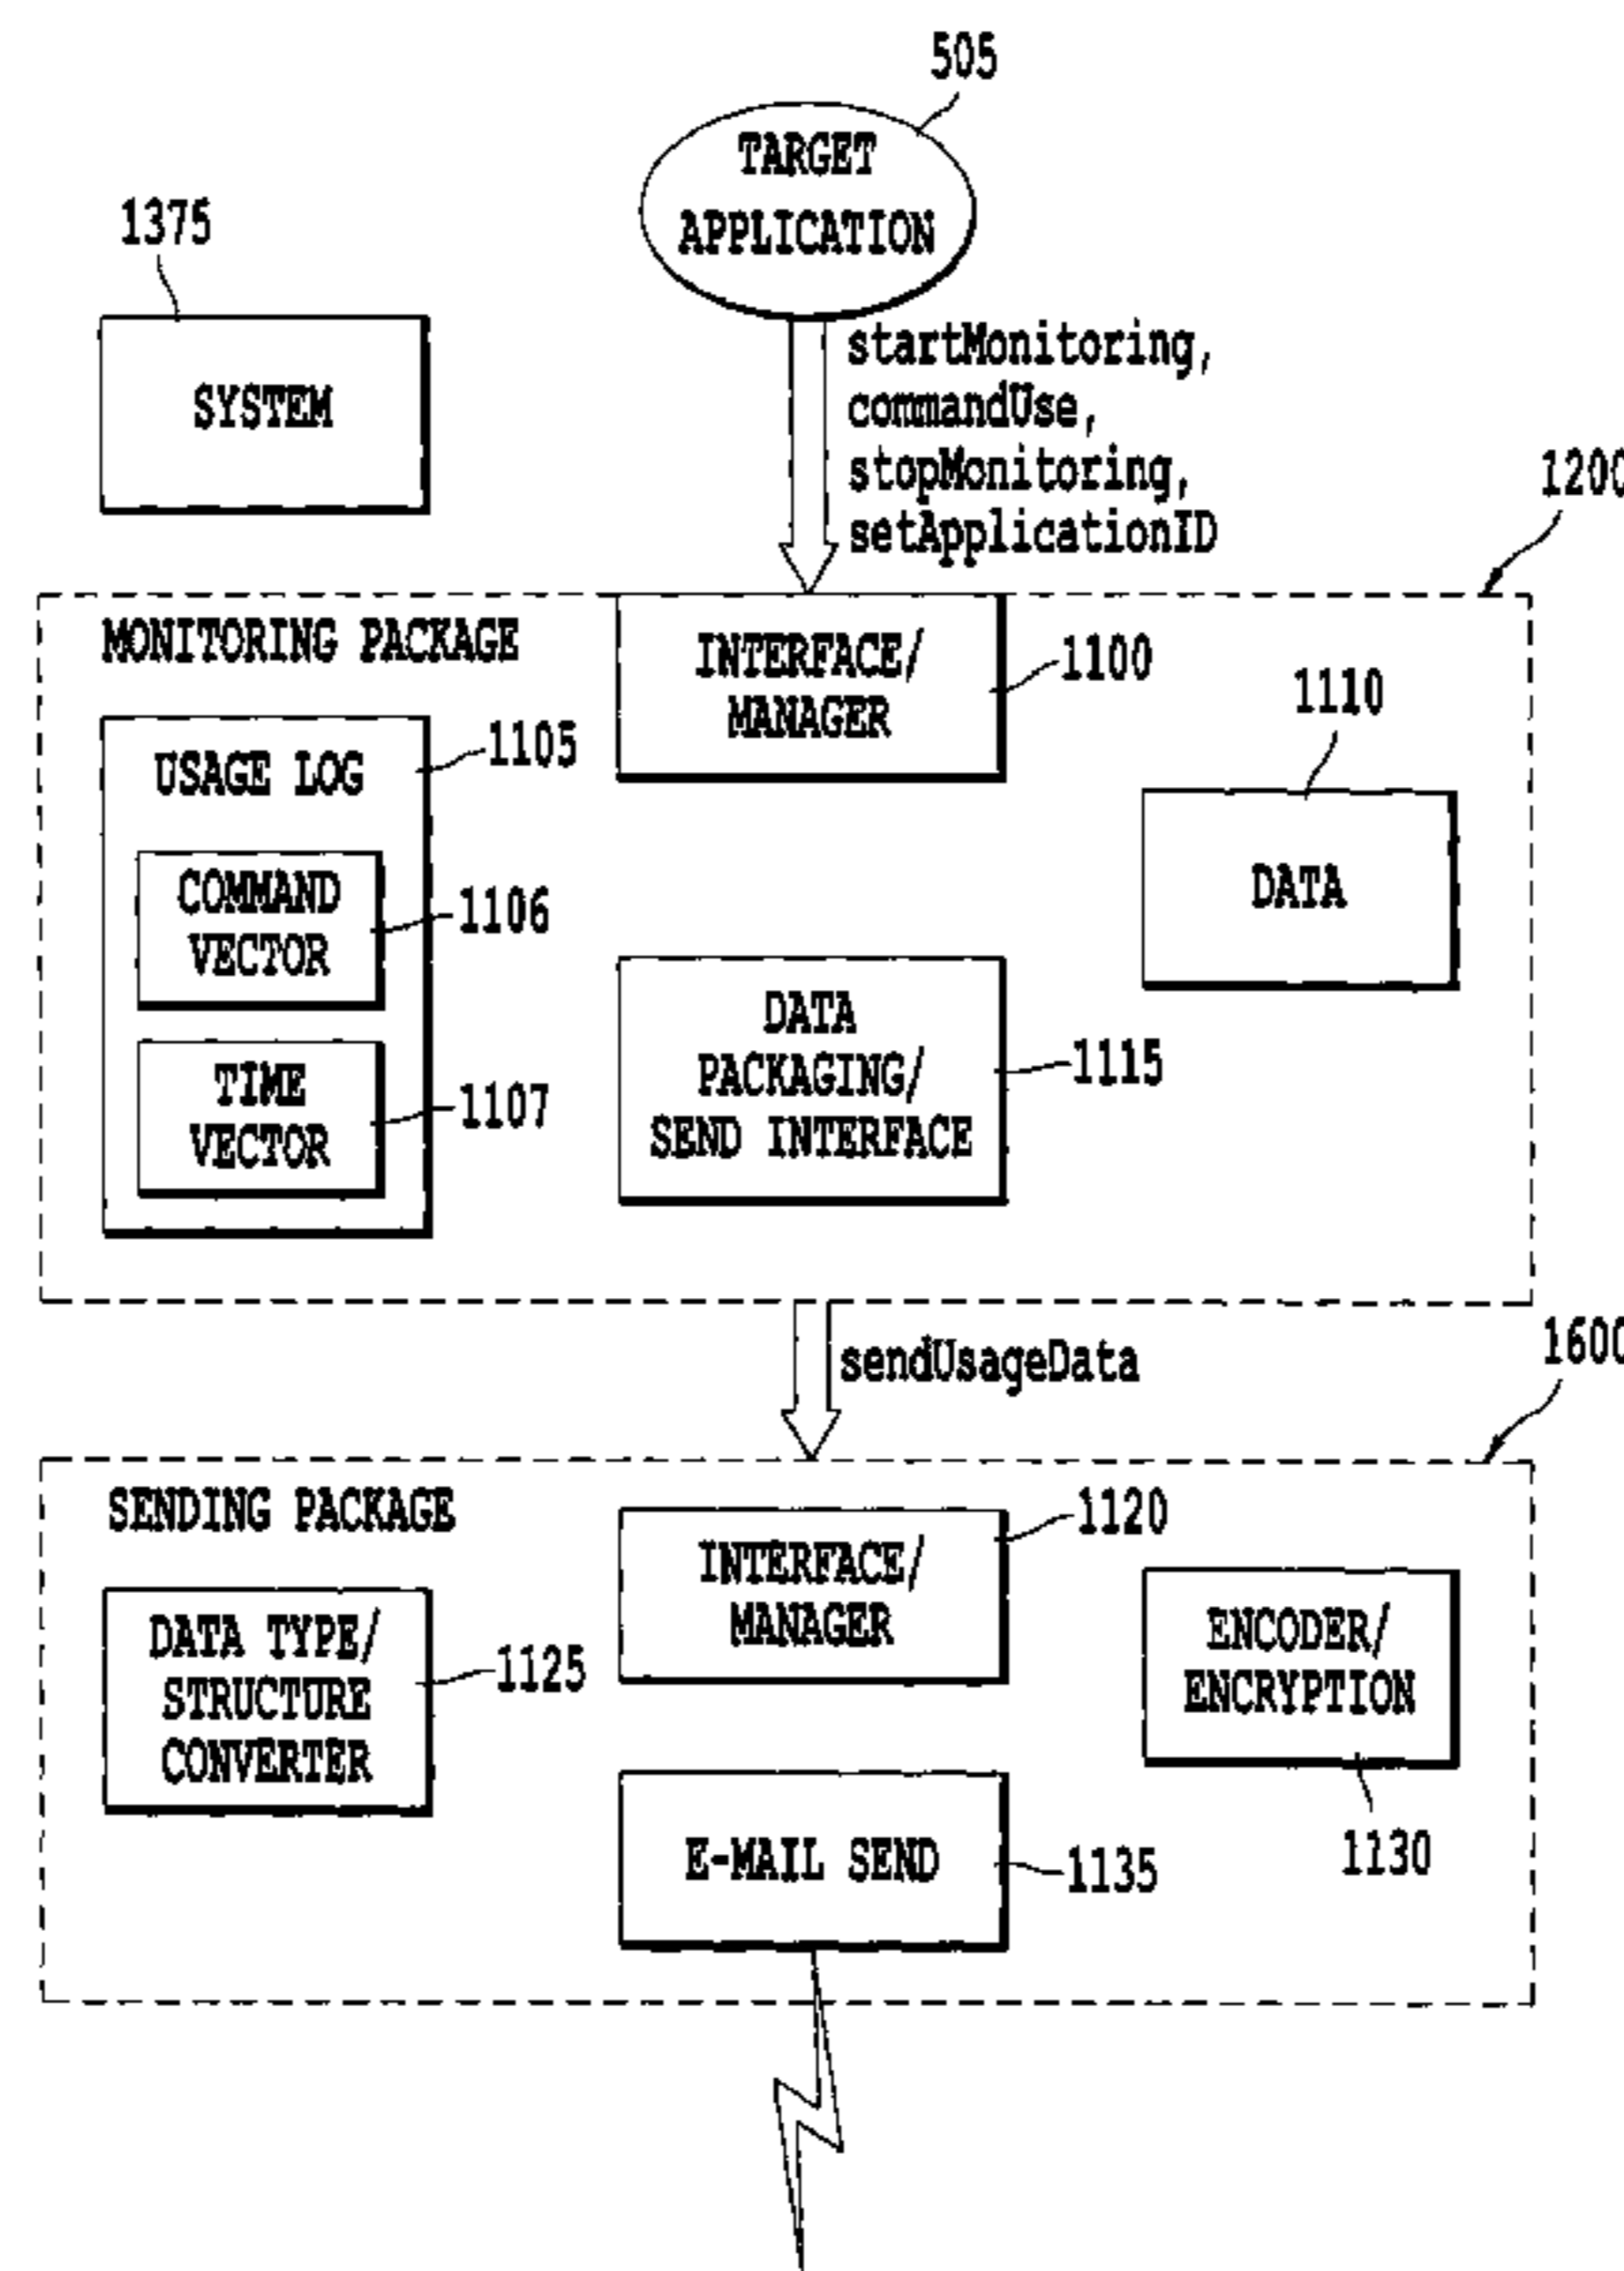 505
TARGET
APPLICATION
1375
SYSTEM
startMonitoring,
commandUse,
stopMonitoring,
setApplicationID
1200
MONITORING PACKAGE
INTERFACE/
MANAGER
1100
1110
USAGE LOG
1105
DATA
COMMAND
VECTOR
1106
DATA
PACKAGING/
SEND INTERFACE
1115
TIME
VECTOR
1107
sendUsageData
1600
SENDING PACKAGE
INTERFACE/
MANAGER
1120
DATA TYPE/
STRUCTURE
CONVERTER
1125
ENCODER/
ENCRYPTION
1130
E-MAIL SEND
1135